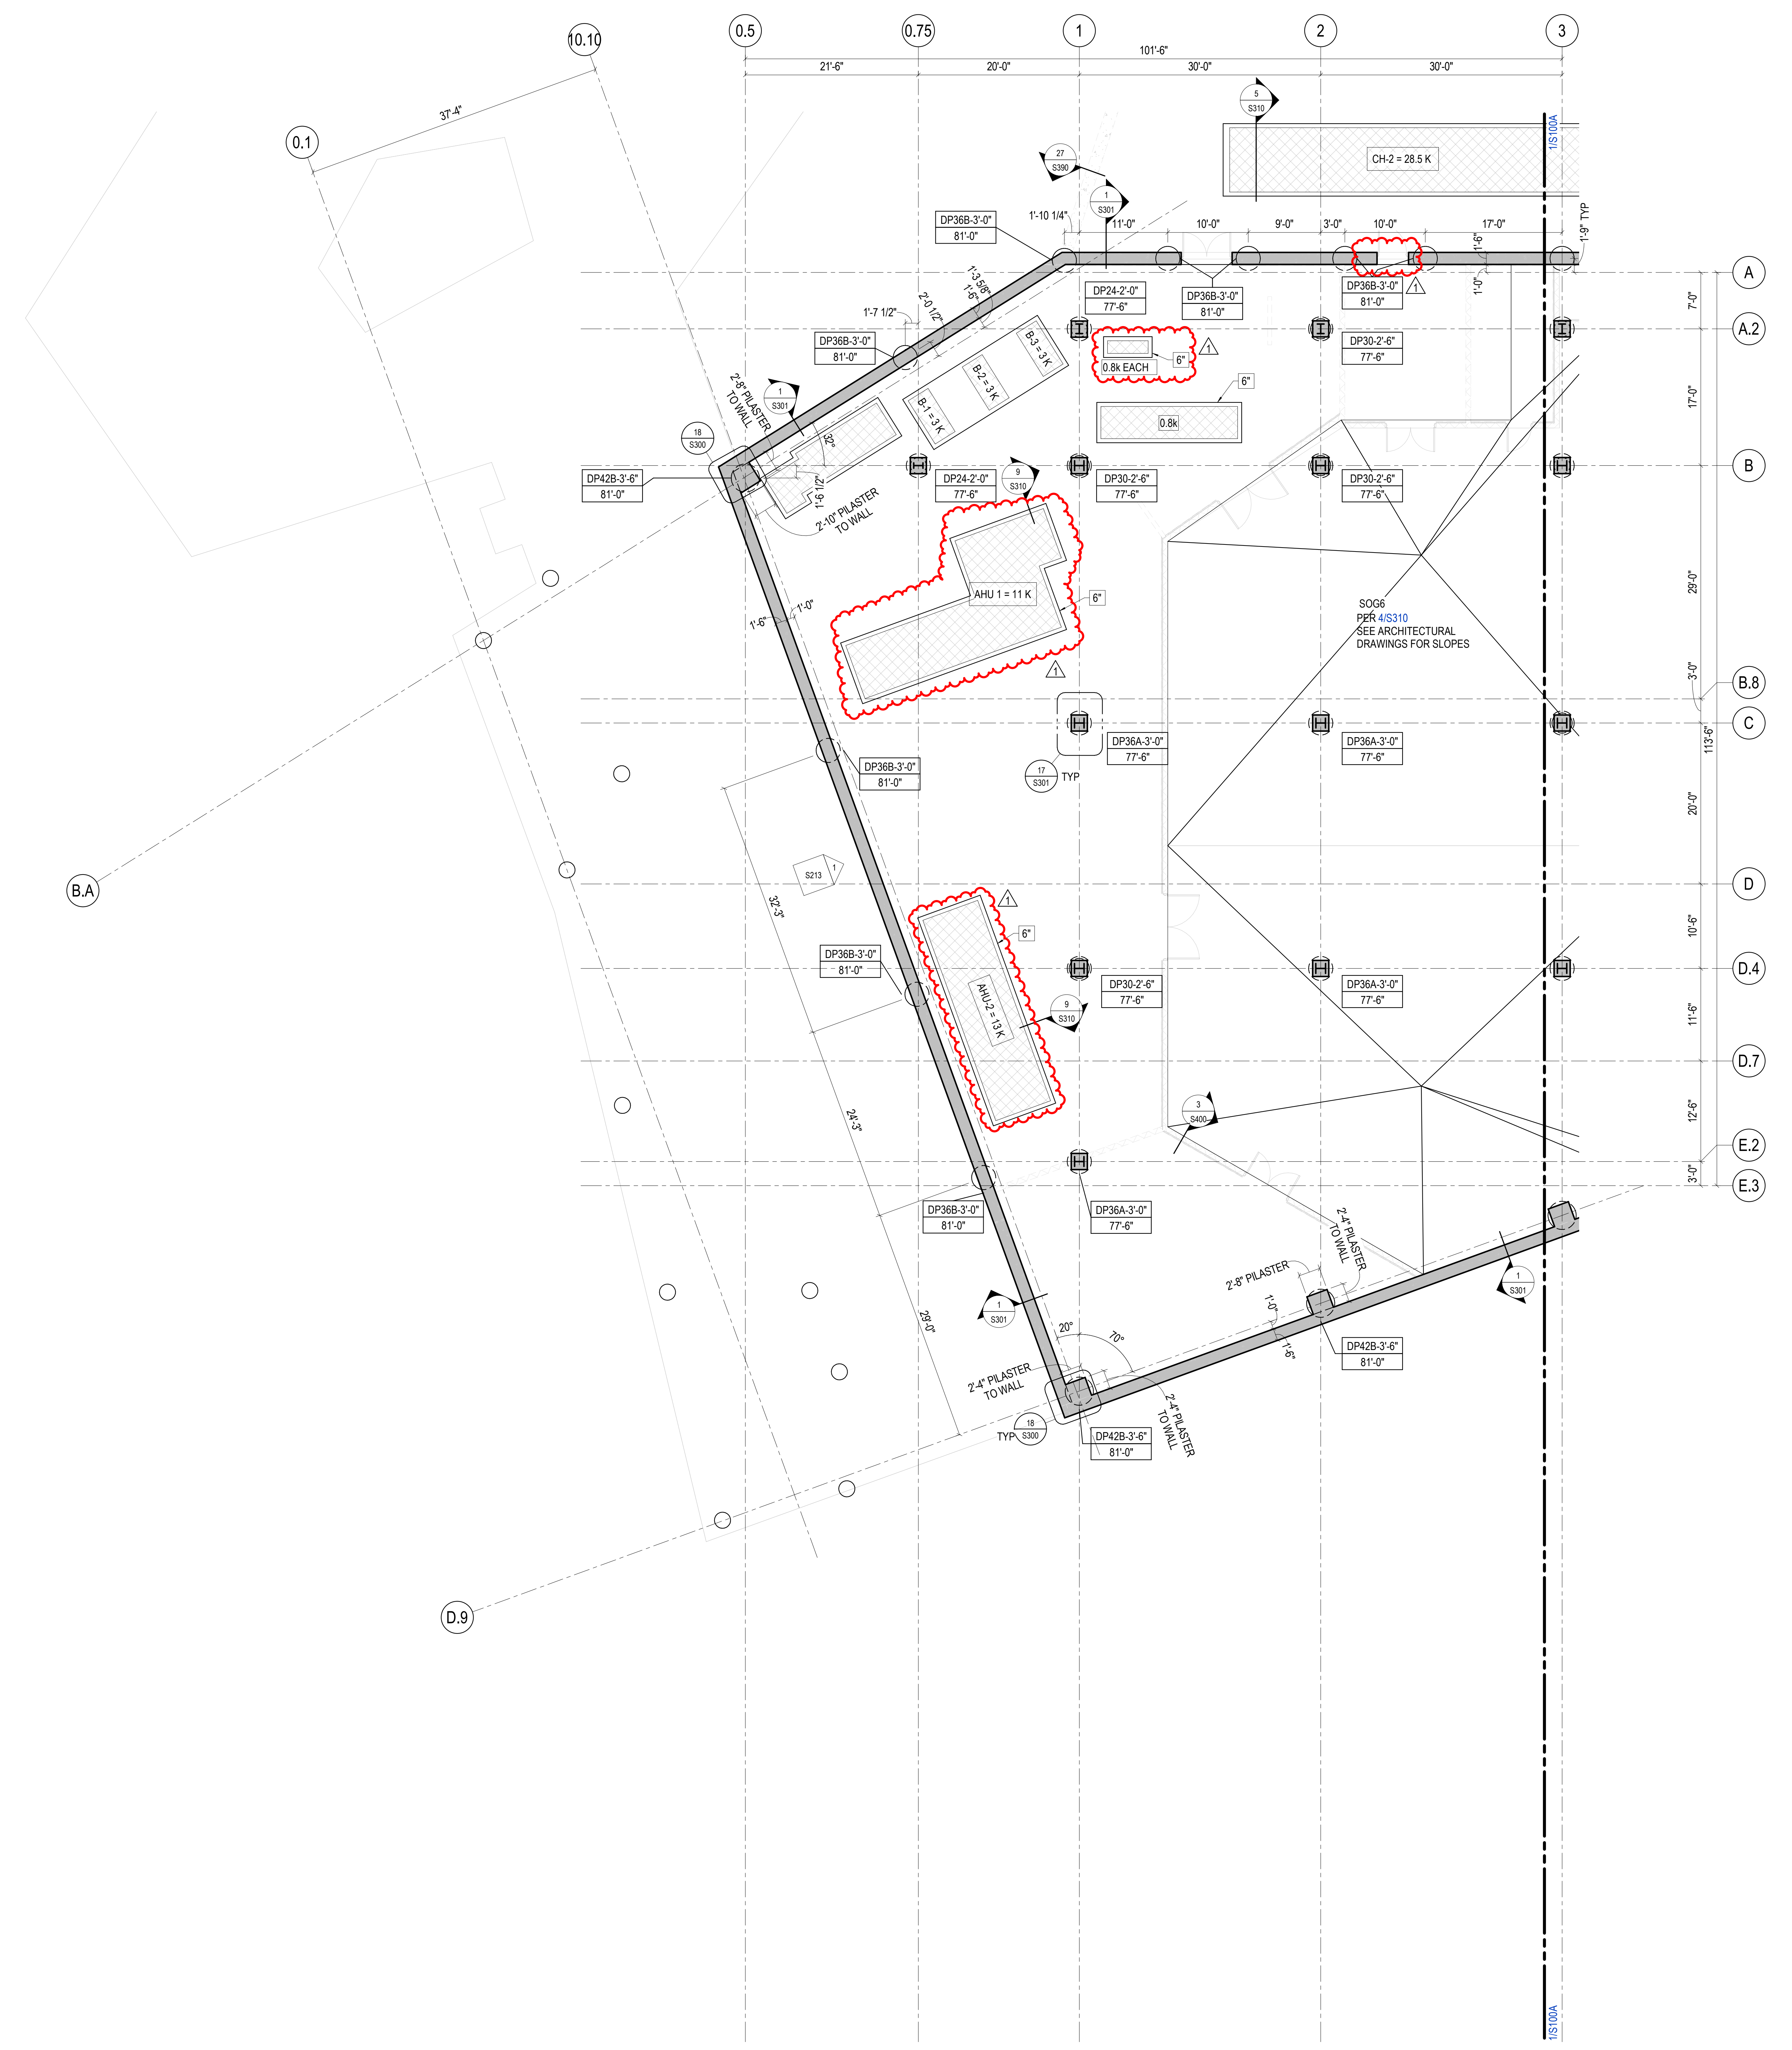 10.10
0.5
0.75
1
2
3
101'-6"
21'-6"
20'-0"
30'-0"
30'-0"
37'-4"
0.1
5
S310
1/S100A
CH-2 = 28.5 K
27
S390
1
S301
DP36B-3'-0"
81'-0"
1'-10 1/4"
11'-0"
10'-0"
9'-0"
3'-0"
10'-0"
17'-0"
1'-6"
1'-9" TYP
1'-0"
A
7'-0"
DP24-2'-0"
77'-6"
DP36B-3'-0"
81'-0"
DP36B-3'-0"
81'-0"
1
1'-3 5/8"
1'-6"
2'-0 1/2"
1'-7 1/2"
A.2
DP36B-3'-0"
81'-0"
B-3 = 3 K
B-2 = 3 K
B-1 = 3 K
6"
0.8k EACH
1
DP30-2'-6"
77'-6"
6"
0.8k
17'-0"
2'-8" PILASTER
TO WALL
1
S301
32°
18
S300
B
DP42B-3'-6"
81'-0"
1'-6 1/2"
2'-10" PILASTER
TO WALL
DP24-2'-0"
77'-6"
9
S310
DP30-2'-6"
77'-6"
DP30-2'-6"
77'-6"
AHU 1 = 11 K
6"
1
1'-0"
1'-6"
SOG6
PER 4/S310
SEE ARCHITECTURAL
DRAWINGS FOR SLOPES
29'-0"
3'-0"
B.8
C
113'-6"
DP36A-3'-0"
77'-6"
DP36A-3'-0"
77'-6"
17
S301
TYP
DP36B-3'-0"
81'-0"
20'-0"
S213
1
B.A
32'-3"
D
1
6"
10'-6"
DP36B-3'-0"
81'-0"
D.4
AHU-2 = 13 K
9
S310
DP30-2'-6"
77'-6"
DP36A-3'-0"
77'-6"
11'-6"
D.7
24'-3"
3
S400
12'-6"
E.2
3'-0"
E.3
DP36B-3'-0"
81'-0"
DP36A-3'-0"
77'-6"
2'-4" PILASTER
TO WALL
2'-8" PILASTER
1
S301
1
S301
29'-0"
20°
70°
1'-0"
1'-6"
DP42B-3'-6"
81'-0"
2'-4" PILASTER
TO WALL
2'-4" PILASTER
TO WALL
18
S300
TYP
DP42B-3'-6"
81'-0"
D.9
1/S100A